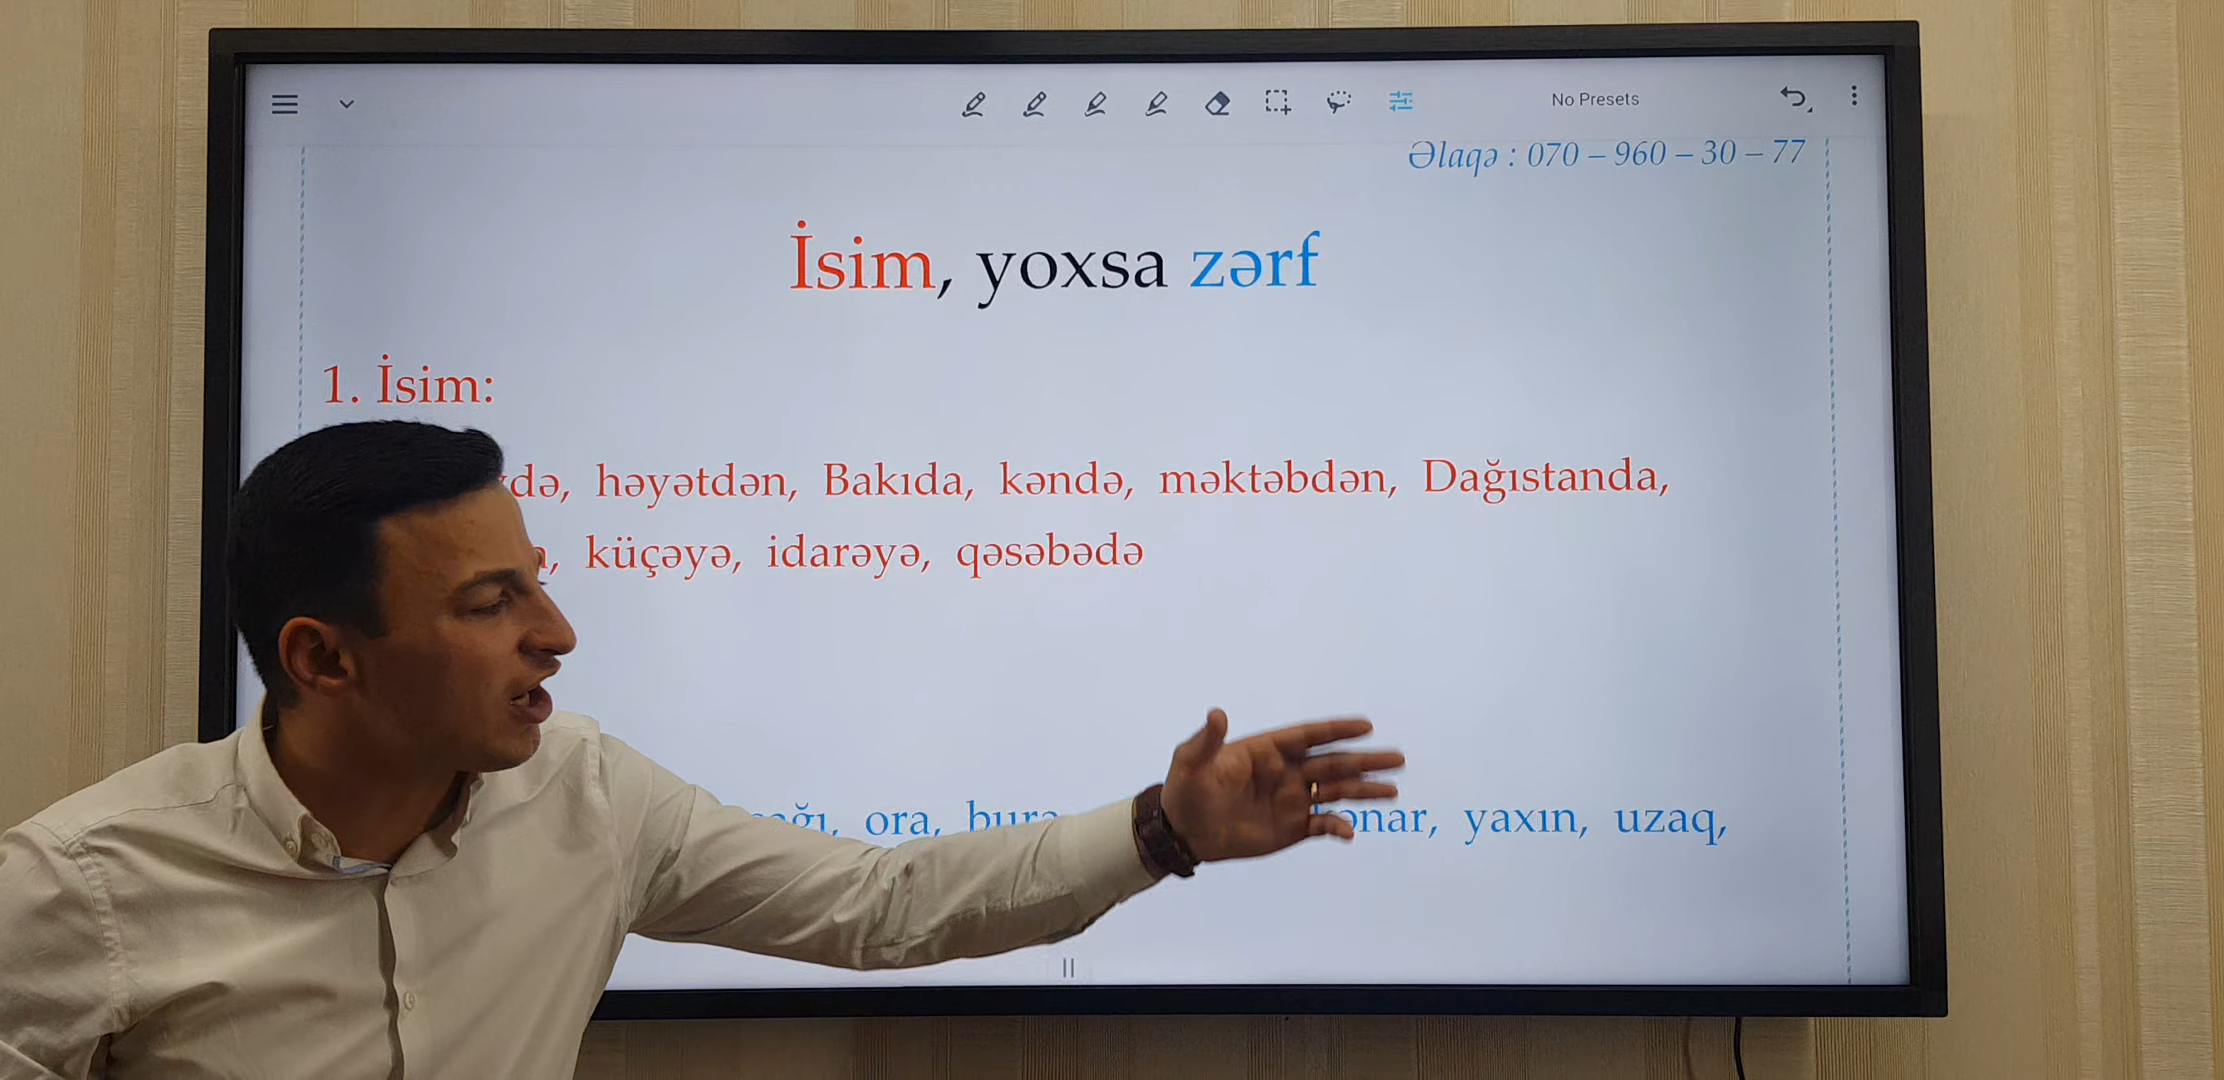 No Presets
Əlaqə : 070 – 960 – 30 – 77
İsim, yoxsa zərf
1. İsim:
həyətdən, Bakıda, kəndə, məktəbdən, Dağıstanda,
küçəyə, idarəyə, qəsəbədə
ora, yaxın, uzaq,